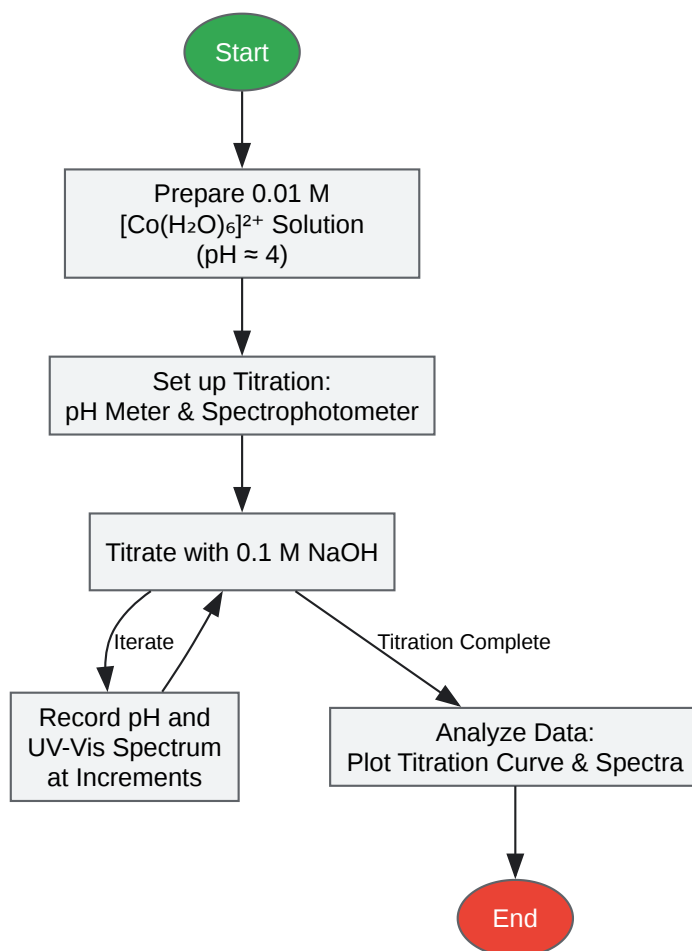 Start
Prepare 0.01 M
[Co(H₂O)₆]²⁺ Solution
(pH ≈ 4)
Set up Titration:
pH Meter & Spectrophotometer
Titrate with 0.1 M NaOH
Iterate
Titration Complete
Record pH and
UV-Vis Spectrum
at Increments
Analyze Data:
Plot Titration Curve & Spectra
End